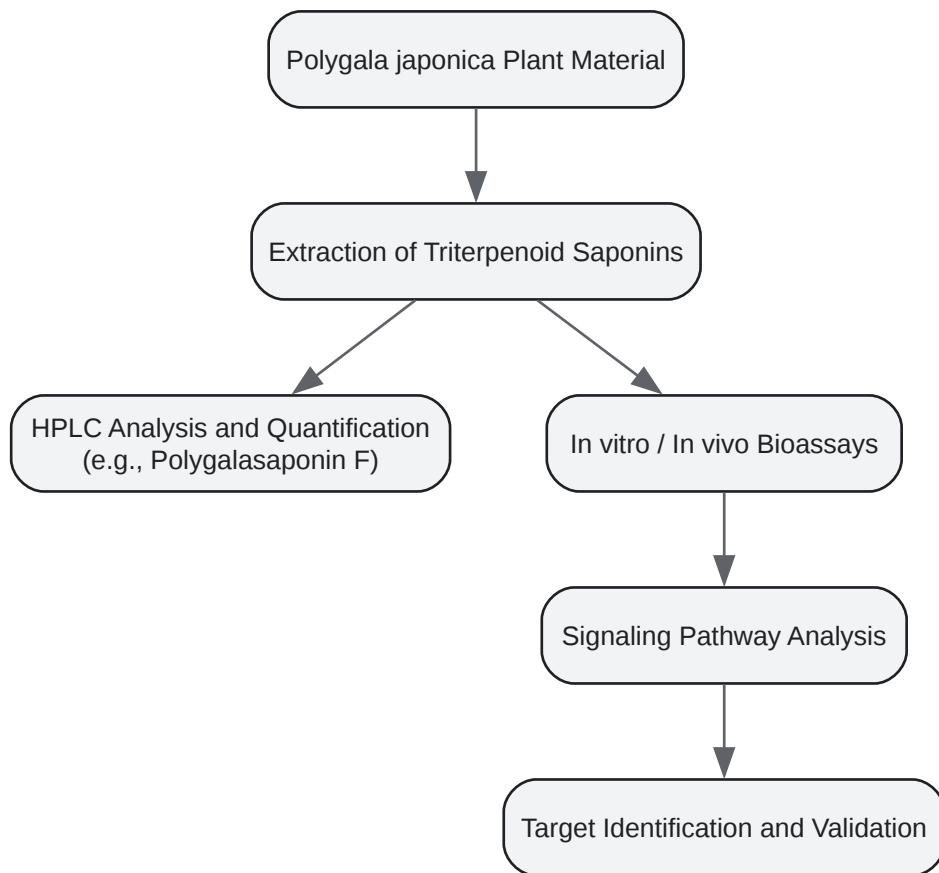 Polygala japonica Plant Material
Extraction of Triterpenoid Saponins
HPLC Analysis and Quantification
(e.g., Polygalasaponin F)
In vitro / In vivo Bioassays
Signaling Pathway Analysis
Target Identification and Validation